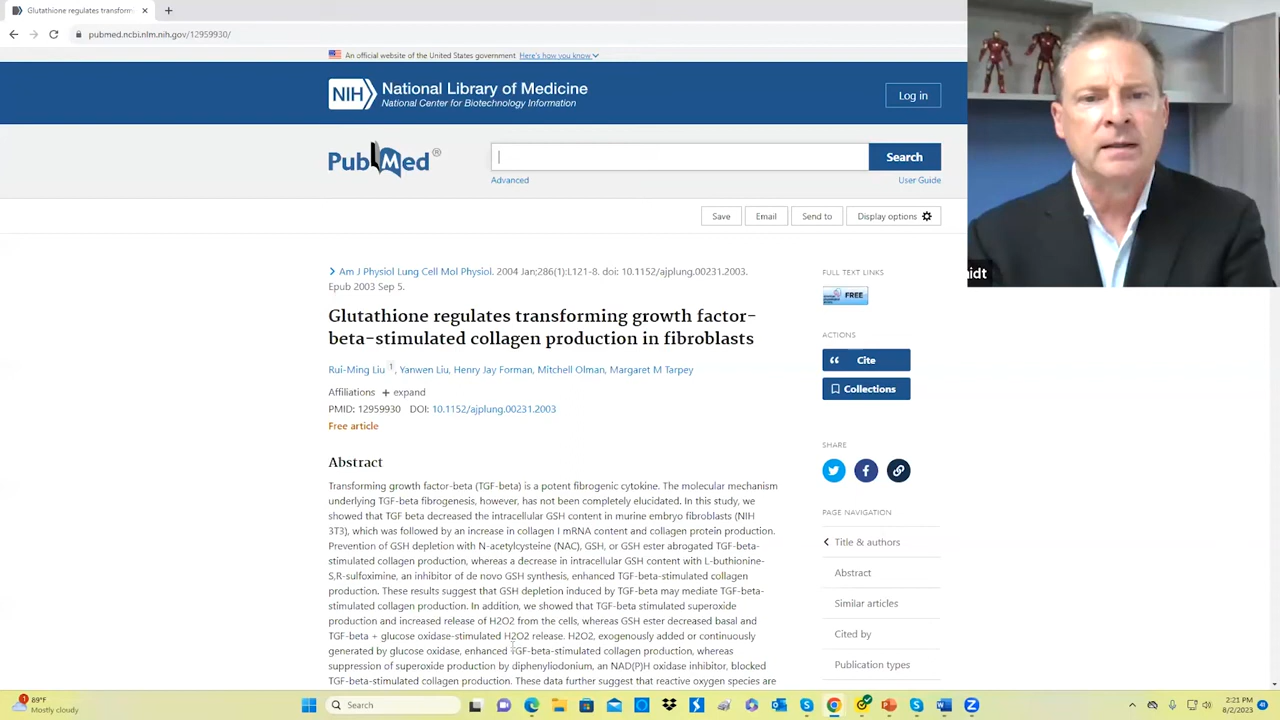 Glutathione regulates transform
pubmed.ncbi.nlm.nih.gov/12959930/
An official website of the United States government Here's how you know
NIH National Library of Medicine
National Center for Biotechnology Information
Log in
PubMed®
Search
Advanced
User Guide
Save
Email
Send to
Display options
idt
Am J Physiol Lung Cell Mol Physiol. 2004 Jan;286(1):L121-8. doi: 10.1152/ajplung.00231.2003.
Epub 2003 Sep 5.
Glutathione regulates transforming growth factor-
beta-stimulated collagen production in fibroblasts
Rui-Ming Liu 1, Yanwen Liu, Henry Jay Forman, Mitchell Olman, Margaret M Tarpey
Affiliations + expand
PMID: 12959930 DOI: 10.1152/ajplung.00231.2003
Free article
Abstract
Transforming growth factor-beta (TGF-beta) is a potent fibrogenic cytokine. The molecular mechanism
underlying TGF-beta fibrogenesis, however, has not been completely elucidated. In this study, we
showed that TGF beta decreased the intracellular GSH content in murine embryo fibroblasts (NIH
3T3), which was followed by an increase in collagen I mRNA content and collagen protein production.
Prevention of GSH depletion with N-acetylcysteine (NAC), GSH, or GSH ester abrogated TGF-beta-
stimulated collagen production, whereas a decrease in intracellular GSH content with L-buthionine-
S,R-sulfoximine, an inhibitor of de novo GSH synthesis, enhanced TGF-beta-stimulated collagen
production. These results suggest that GSH depletion induced by TGF-beta may mediate TGF-beta-
stimulated collagen production. In addition, we showed that TGF-beta stimulated superoxide
production and increased release of H2O2 from the cells, whereas GSH ester decreased basal and
TGF-beta + glucose oxidase-stimulated H2O2 release. H2O2, exogenously added or continuously
generated by glucose oxidase, enhanced TGF-beta-stimulated collagen production, whereas
suppression of superoxide production by diphenyliodonium, an NAD(P)H oxidase inhibitor, blocked
TGF-beta-stimulated collagen production. These data further suggest that reactive oxygen species are
FULL TEXT LINKS
FREE
ACTIONS
Cite
Collections
SHARE
PAGE NAVIGATION
Title & authors
Abstract
Similar articles
Cited by
Publication types
89°F
Mostly cloudy
Search
2:21 PM
8/2/2023